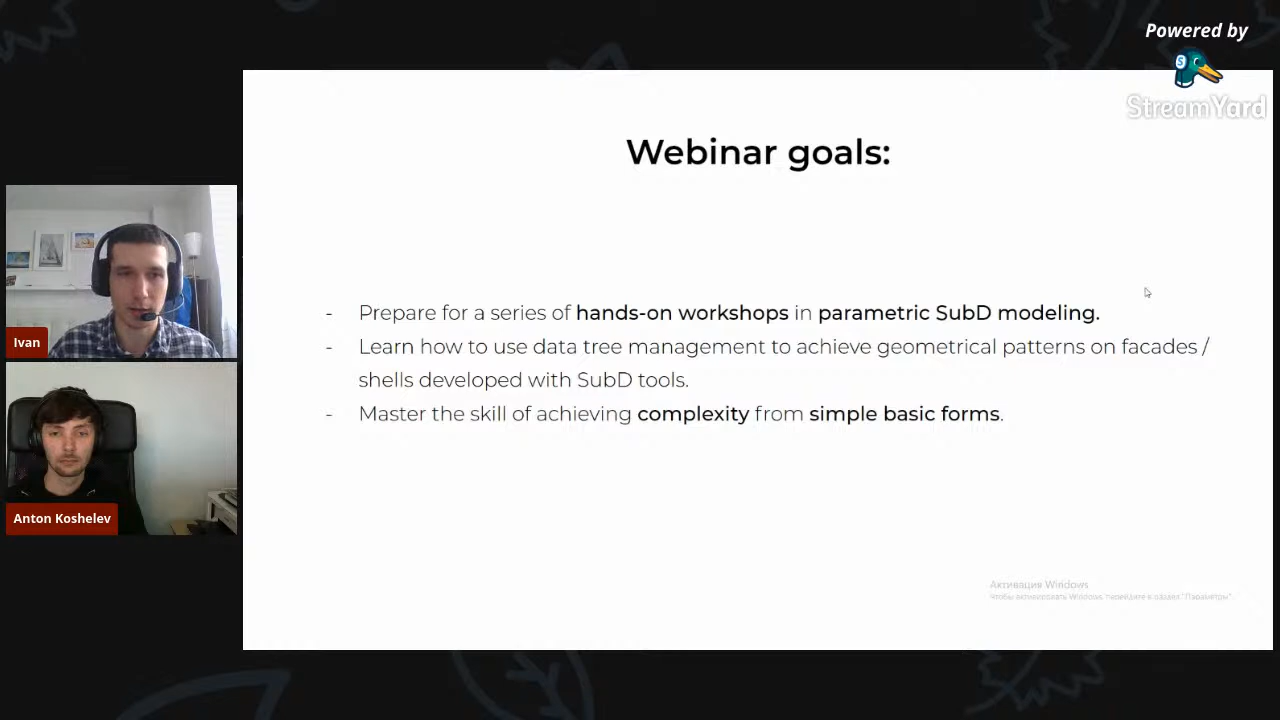 Powered by
StreamYard
Webinar goals:
- Prepare for a series of hands-on workshops in parametric SubD modeling.
- Learn how to use data tree management to achieve geometrical patterns on facades /
shells developed with SubD tools.
- Master the skill of achieving complexity from simple basic forms.
Ivan
Anton Koshelev
Активация Windows
Чтобы активировать Windows, перейдите в раздел "Параметры".